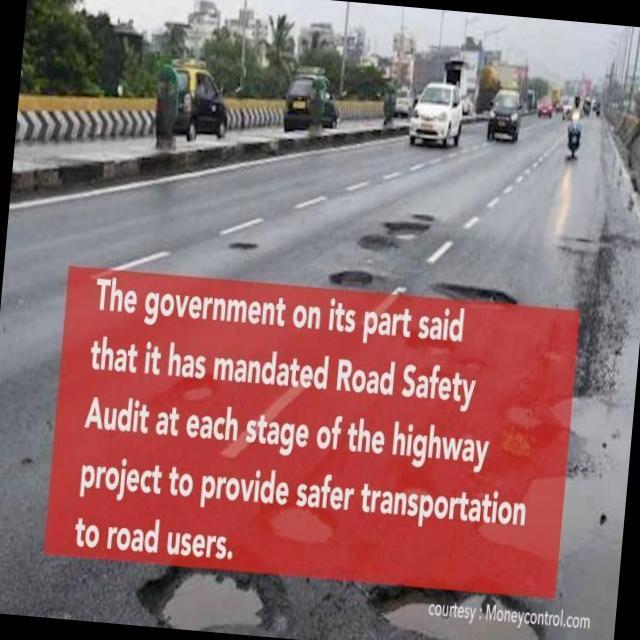 The government on its part said
that it has mandated Road Safety
Audit at each stage of the highway
project to provide safer transportation
to road users.
courtesy : Moneycontrol.com